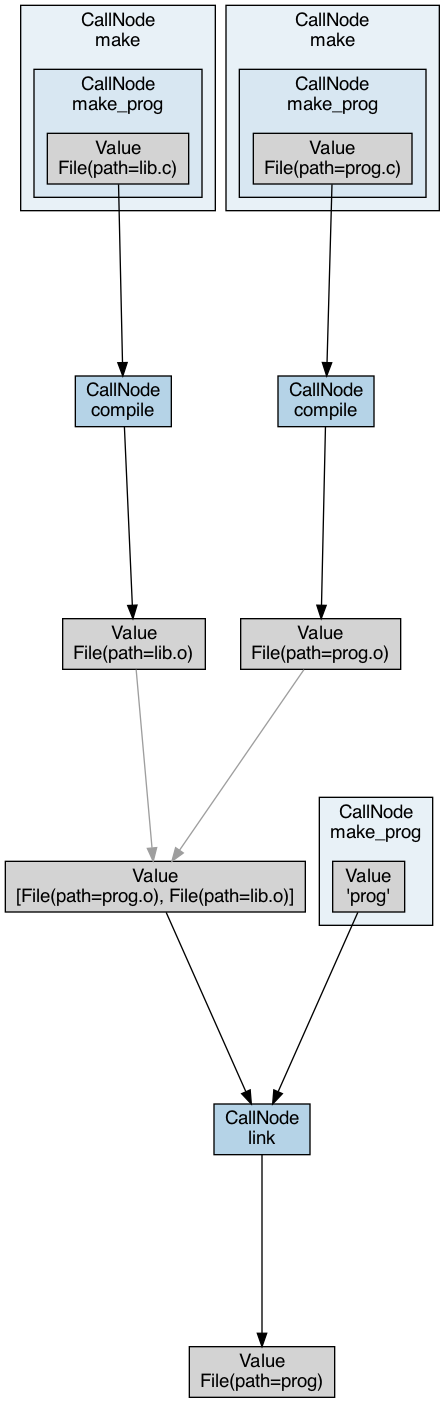 CallNode
make
CallNode
make_prog
Value
File(path=lib.c)
CallNode
make
CallNode
make_prog
Value
File(path=prog.c)
CallNode
compile
CallNode
compile
Value
File(path=lib.o)
Value
File(path=prog.o)
CallNode
make_prog
Value
'prog'
Value
[File(path=prog.o), File(path=lib.o)]
CallNode
link
Value
File(path=prog)